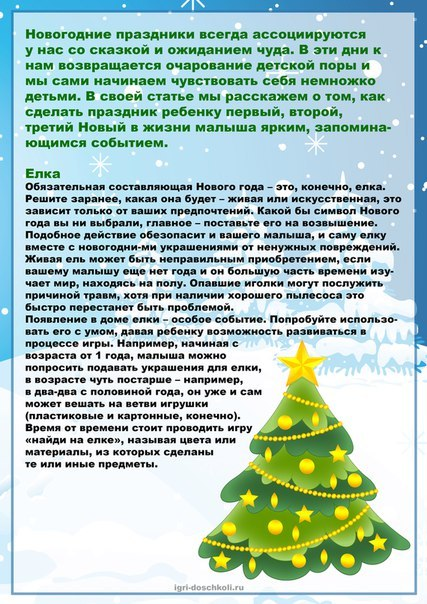 Новогодние праздники всегда ассоциируются
у нас со сказкой и ожиданием чуда. В эти дни к
нам возвращается очарование детской поры и
мы сами начинаем чувствовать себя немножко
детьми. В своей статье мы расскажем о том, как
сделать праздник ребенку первый, второй,
третий Новый в жизни малыша ярким, запомина-
ющимся событием.
Елка
Обязательная составляющая Нового года – это, конечно, елка.
Решите заранее, какая она будет – живая или искусственная, это
зависит только от ваших предпочтений. Какой бы символ Нового
года вы ни выбрали, главное – поставьте его на возвышение.
Подобное действие обезопасит и вашего малыша, и саму елку
вместе с новогодни-ми украшениями от ненужных повреждений.
Живая ель может быть неправильным приобретением, если
вашему малышу еще нет года и он большую часть времени изу-
чает мир, находясь на полу. Опавшие иголки могут послужить
причиной травм, хотя при наличии хорошего пылесоса это
быстро перестанет быть проблемой.
Появление в доме елки – особое событие. Попробуйте использо-
вать его с умом, давая ребенку возможность развиваться в
процессе игры. Например, начиная с
возраста от 1 года, малыша можно
попросить подавать украшения для елки,
в возрасте чуть постарше – например,
в два-два с половиной года, он уже и сам
может вешать на ветви игрушки
(пластиковые и картонные, конечно).
Время от времени стоит проводить игру
«найди на елке», называя цвета или
материалы, из которых сделаны
те или иные предметы.
igri-doschkoli.ru